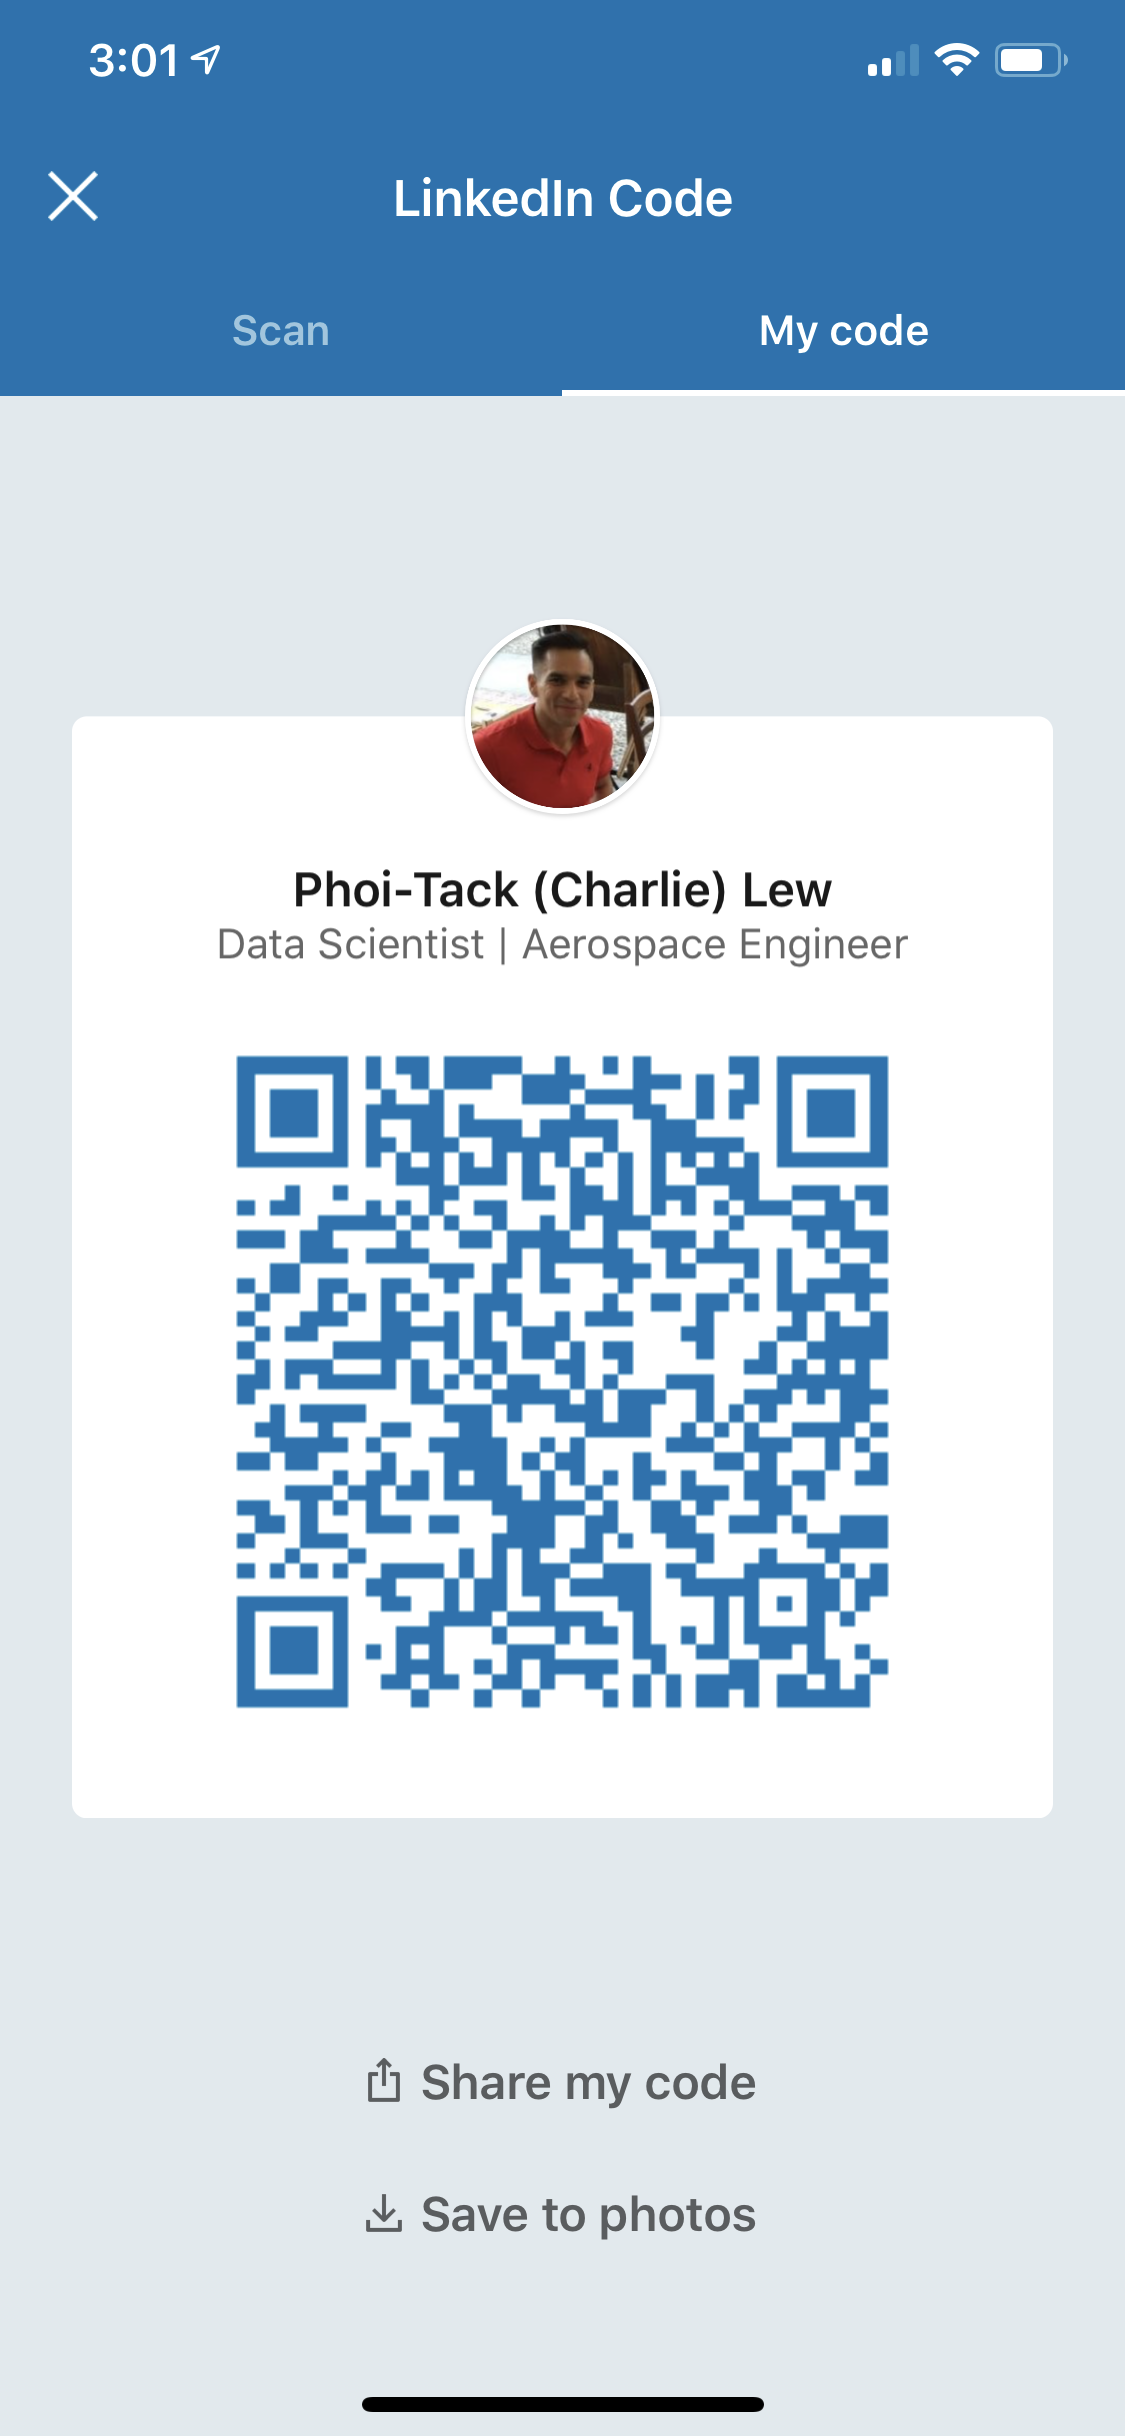 3:01
LinkedIn Code
Scan
My code
Phoi-Tack (Charlie) Lew
Data Scientist | Aerospace Engineer
Share my code
Save to photos